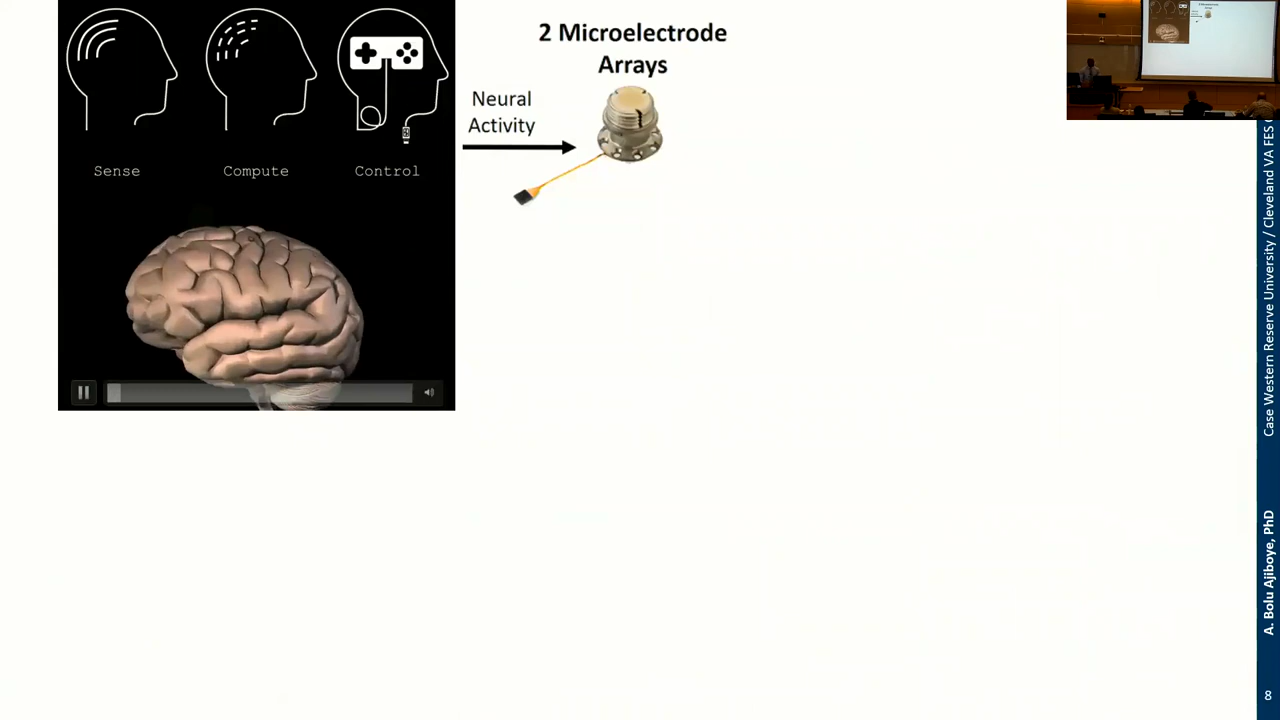 Sense
Compute
Control
Neural
Activity
2 Microelectrode
Arrays
Case Western Reserve University / Cleveland VA FES
A. Bolu Ajiboye, PhD
8